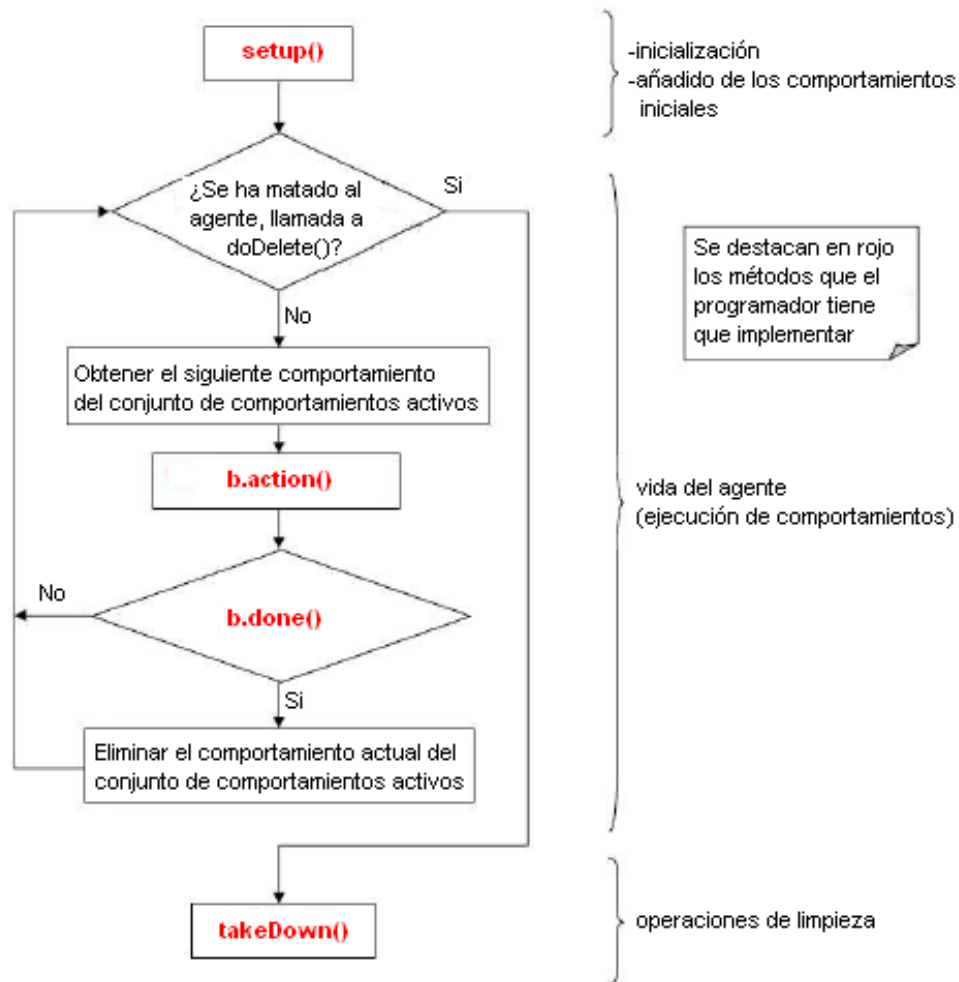 setup()
-inicialización
-añadido de los comportamientos
iniciales
¿Se ha matado al
agente, llamada a
doDelete()?
Si
No
Se destacan en rojo
los métodos que el
programador tiene
que implementar
Obtener el siguiente comportamiento
del conjunto de comportamientos activos
b.action()
vida del agente
(ejecución de comportamientos)
No
b.done()
Si
Eliminar el comportamiento actual del
conjunto de comportamientos activos
takeDown()
operaciones de limpieza